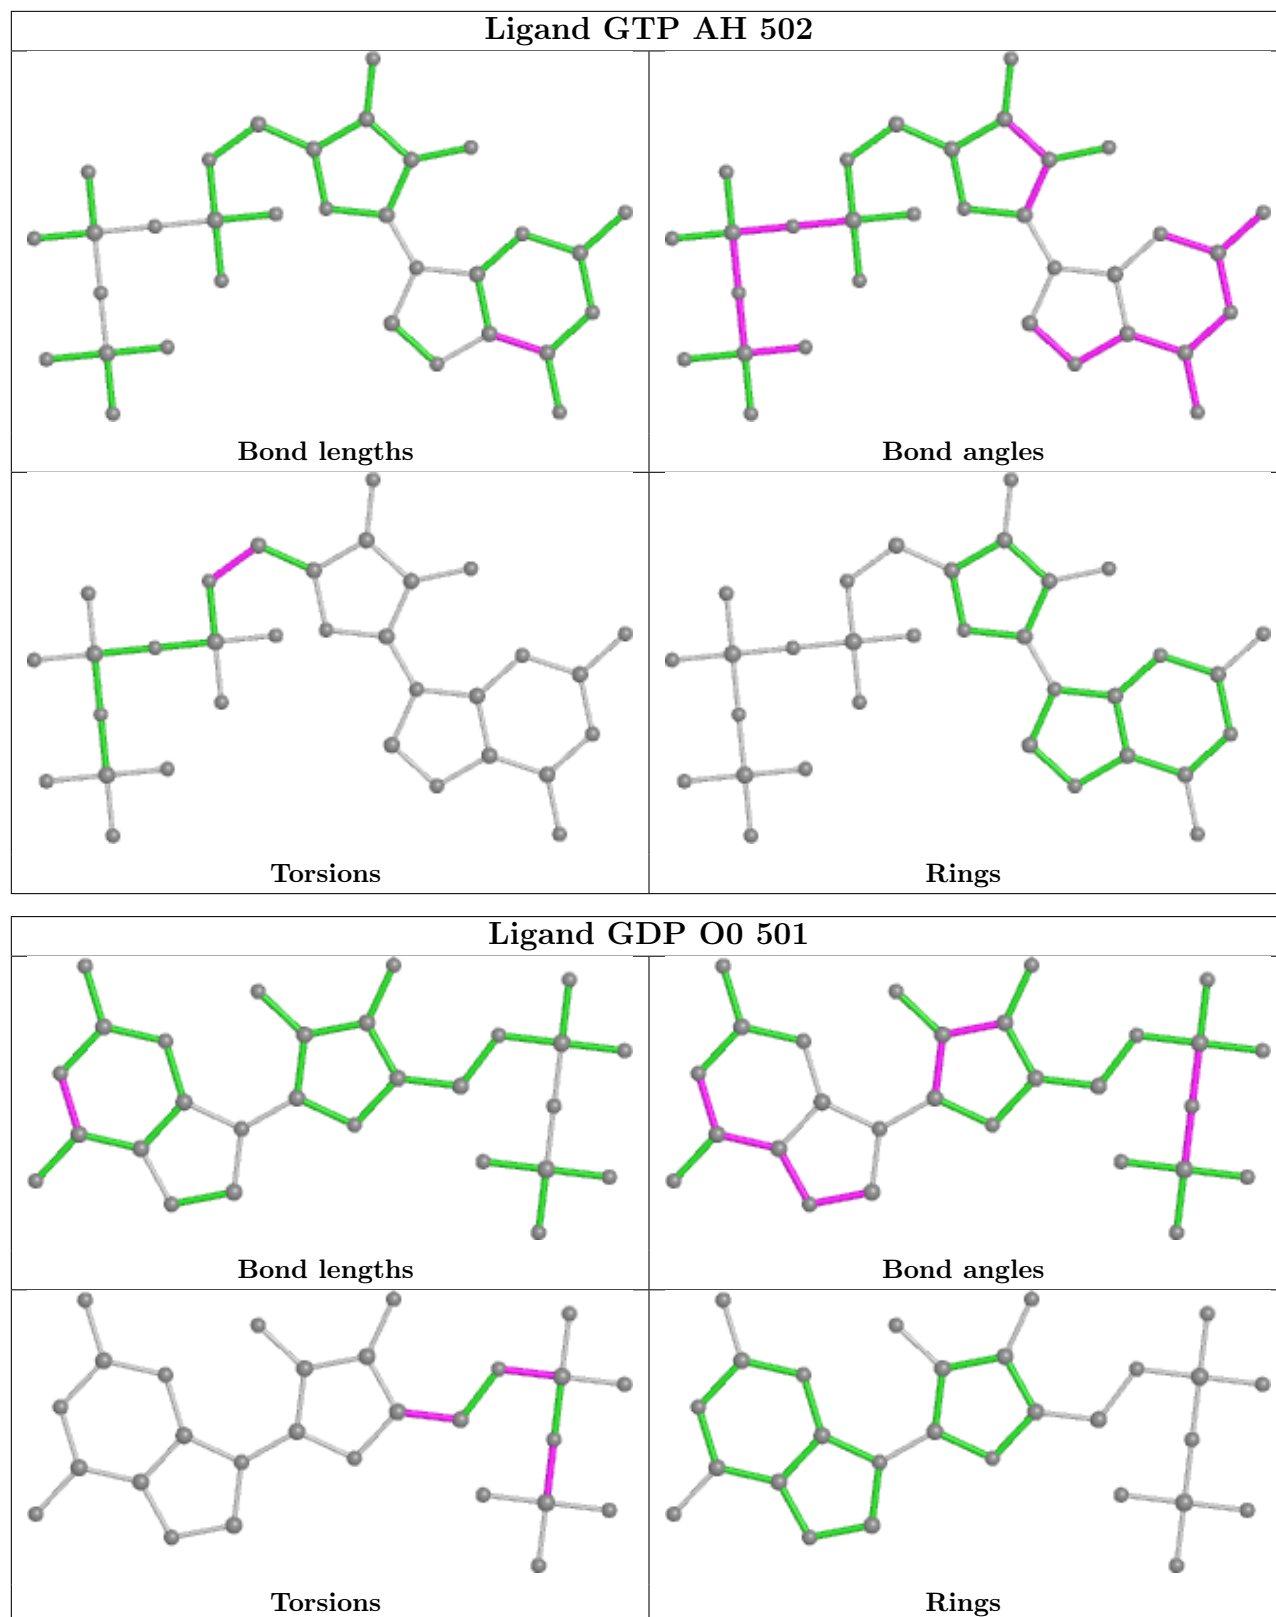 Ligand GTP AH 502
Bond lengths
Bond angles
Torsions
Rings
Ligand GDP O0 501
Bond lengths
Bond angles
Torsions
Rings